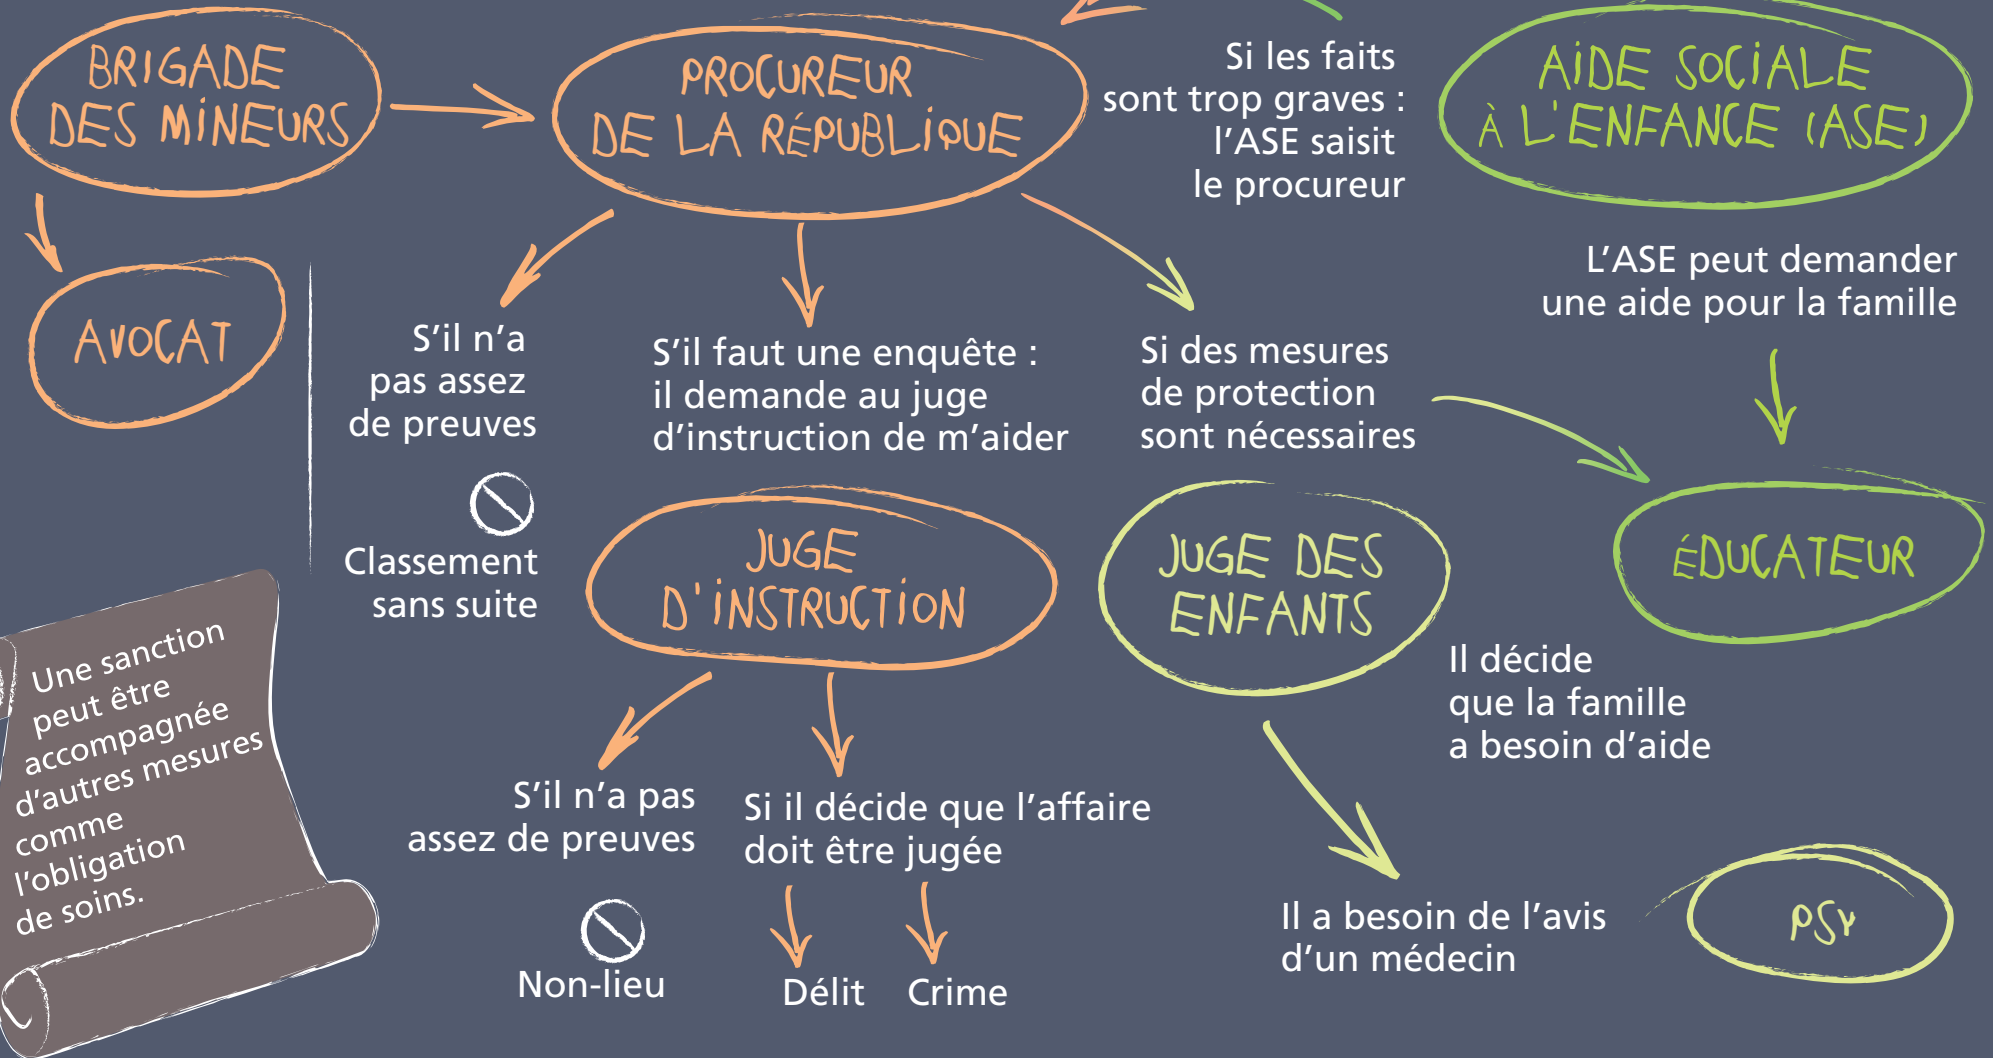 BRIGADE
DES MINEURS
PROCUREUR
DE LA RÉPUBLIQUE
Si les faits
sont trop graves :
l'ASE saisit
le procureur
AIDE SOCIALE
À L'ENFANCE (ASE)
L'ASE peut demander
une aide pour la famille
AVOCAT
S'il n'a
pas assez
de preuves
Classement
sans suite
S'il faut une enquête :
il demande au juge
d'instruction de m'aider
Si des mesures
de protection
sont nécessaires
JUGE
D'INSTRUCTION
JUGE DES
ENFANTS
ÉDUCATEUR
Il décide
que la famille
a besoin d'aide
Une sanction
peut être
accompagnée
d'autres mesures
comme
l'obligation
de soins.
S'il n'a pas
assez de preuves
Non-lieu
Si il décide que l'affaire
doit être jugée
Délit
Crime
Il a besoin de l'avis
d'un médecin
PSY